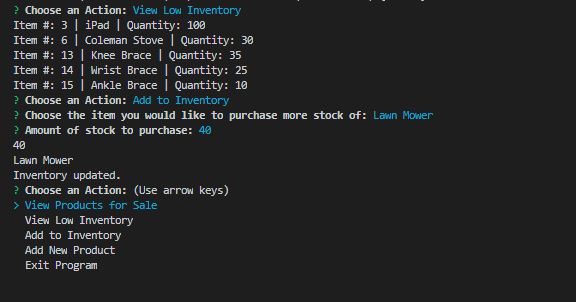 ? Choose an Action: View Low Inventory
Item #: 3 | iPad | Quantity: 100
Item #: 6 | Coleman Stove | Quantity: 30
Item #: 13 | Knee Brace | Quantity: 35
Item #: 14 | Wrist Brace | Quantity: 25
Item #: 15 | Ankle Brace | Quantity: 10
? Choose an Action: Add to Inventory
? Choose the item you would like to purchase more stock of: Lawn Mower
? Amount of stock to purchase: 40
40
Lawn Mower
Inventory updated.
? Choose an Action: (Use arrow keys)
> View Products for Sale
View Low Inventory
Add to Inventory
Add New Product
Exit Program